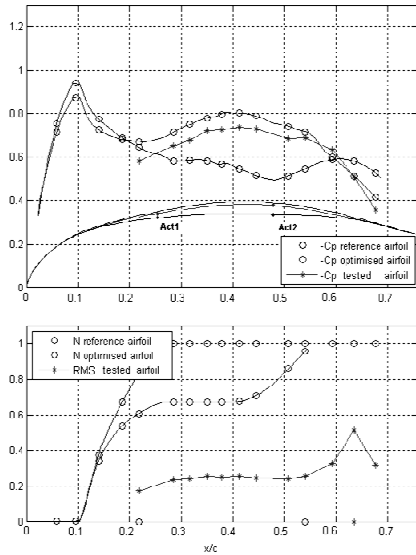 1.2
1
0.8
0.6
0.4
0.2
0
Act1
Act2
-Cp reference airfoil
-Cp optimised airfoil
-Cp tested airfoil
0 0.1 0.2 0.3 0.4 0.5 0.6 0.7
N reference airfoil
N optimised airfoil
RMS tested airfoil
1
0.8
0.6
0.4
0.2
0
0 0.1 0.2 0.3 0.4 0.5 0.6 0.7
x/c